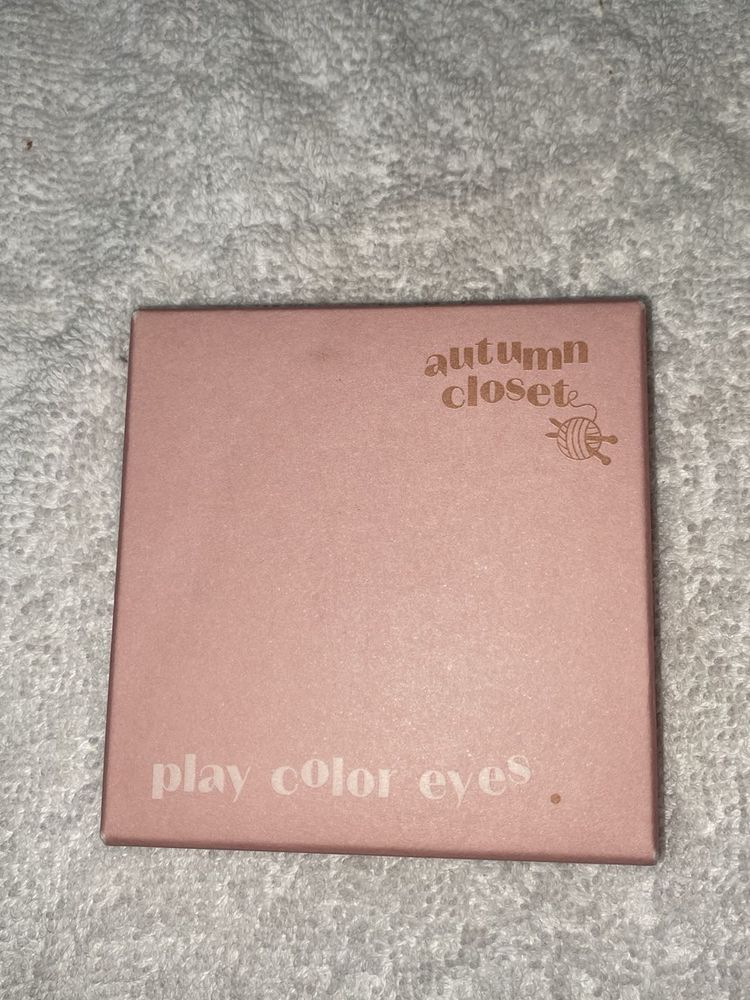 autumn
closet
play color eyes